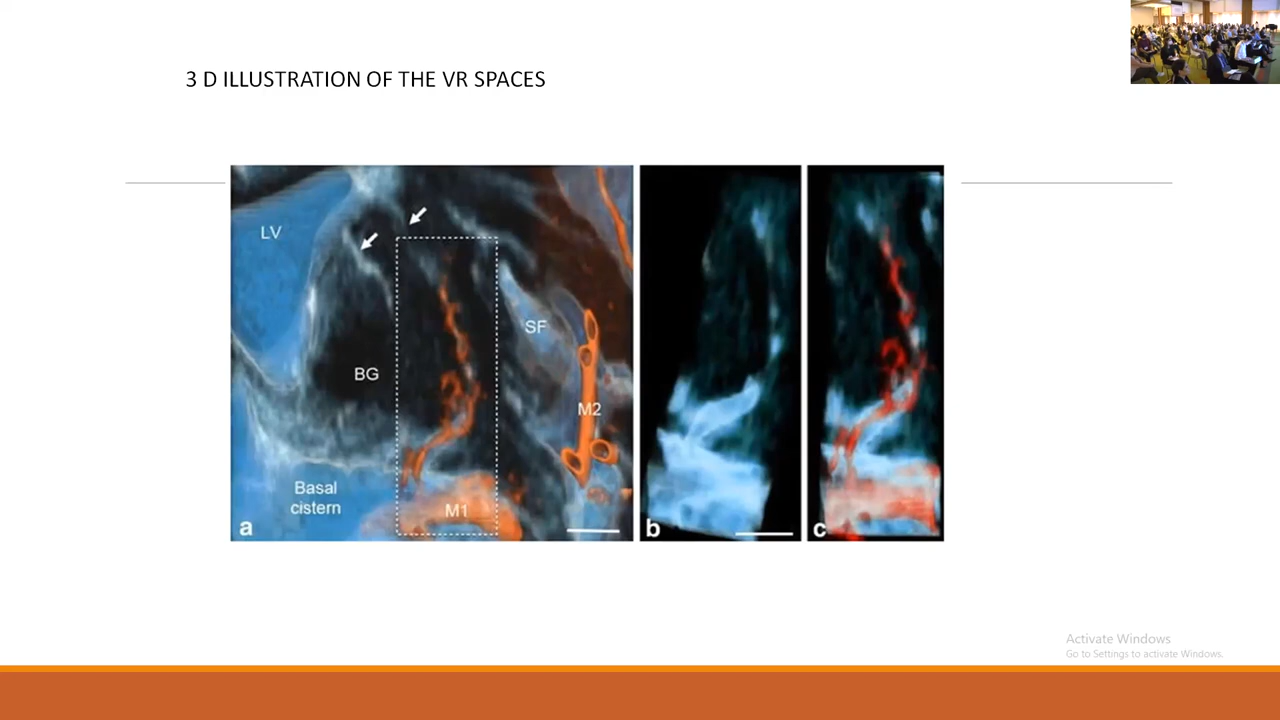 3 D ILLUSTRATION OF THE VR SPACES
LV
BG
SF
M2
Basal
cistern
M1
a
b
c
Activate Windows
Go to Settings to activate Windows.